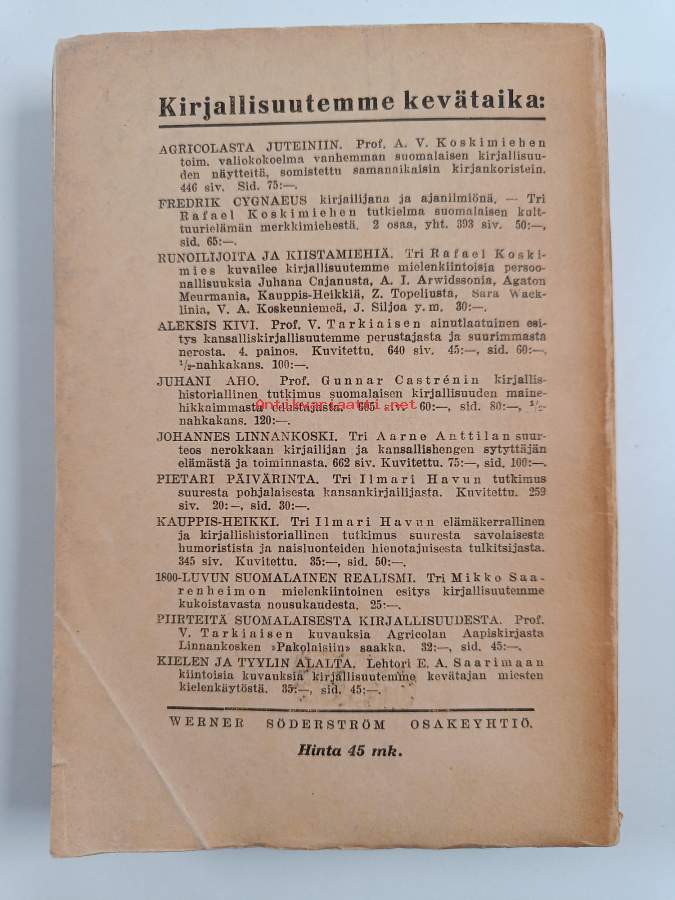 Kirjallisuutemme kevätaika:
AGRICOLASTA JUTEINIIN. Prof. A. V. Koskimiehen
toim. valiokokoelma vanhemman suomalaisen kirjallisuu-
den näytteitä, somistettu samanaikaisin kirjankoristein.
446 siv. Sid. 75:—.
FREDRIK CYGNAEUS kirjailijana ja ajanilmiönä. — Tri
Rafael Koskimiehen tutkielma suomalaisen kult-
tuurielämän merkkimiehestä. 2 osaa, yht. 393 siv. 50:—,
sid. 65:—.
RUNOILIJOITA JA KIISTAMIEHIÄ. Tri Rafael Koski-
mies kuvailee kirjallisuutemme mielenkiintoisia persoo-
nallisuuksia Juhana Cajanusta, A. I. Arwidssonia, Agaton
Meurmania, Kauppis-Heikkiä, Z. Topeliusta, Sara Wack-
linia, V. A. Koskenniemeä, J. Siljoa y. m. 30:—.
ALEKSIS KIVI. Prof. V. Tarkiaisen ainutlaatuinen esi-
tys kansalliskirjallisuutemme perustajasta ja suurimmasta
nerosta. 4. painos. Kuvitettu. 640 siv. 45:—, sid. 60:—,
½-nahkakans. 100:—.
JUHANI AHO. Prof. Gunnar Castrénin kirjallis-
historiallinen tutkimus suomalaisen kirjallisuuden maine-
hikkaimmasta edustajasta. 605 siv. 60:—, sid. 80:—, ½-
nahkakans. 120:—.
Antikvariaatti.net
JOHANNES LINNANKOSKI. Tri Aarne Anttilan suur-
teos nerokkaan kirjailijan ja kansallishengen sytyttäjän
elämästä ja toiminnasta. 662 siv. Kuvitettu. 75:—, sid. 100:—.
PIETARI PÄIVÄRINTA. Tri Ilmari Havun tutkimus
suuresta pohjalaisesta kansankirjailijasta. Kuvitettu. 259
siv. 20:—, sid. 30:—.
KAUPPIS-HEIKKI. Tri Ilmari Havun elämäkerrallinen
ja kirjallishistoriallinen tutkimus suuresta savolaisesta
humoristista ja naisluonteiden hienotajuisesta tulkitsijasta.
345 siv. Kuvitettu. 35:—, sid. 50:—.
1800-LUVUN SUOMALAINEN REALISMI. Tri Mikko Saa-
renheimon mielenkiintoinen esitys kirjallisuutemme
kukoistavasta nousukaudesta. 25:—.
PIIRTEITÄ SUOMALAISESTA KIRJALLISUUDESTA. Prof.
V. Tarkiaisen kuvauksia Agricolan Aapiskirjasta
Linnankosken »Pakolaisiin» saakka. 32:—, sid. 45:—.
KIELEN JA TYYLIN ALALTA. Lehtori E. A. Saarimaan
kiintoisia kuvauksia kirjallisuutemme kevätajan miesten
kielenkäytöstä. 35:—, sid. 45:—.
WERNER SÖDERSTRÖM OSAKEYHTIÖ.
Hinta 45 mk.